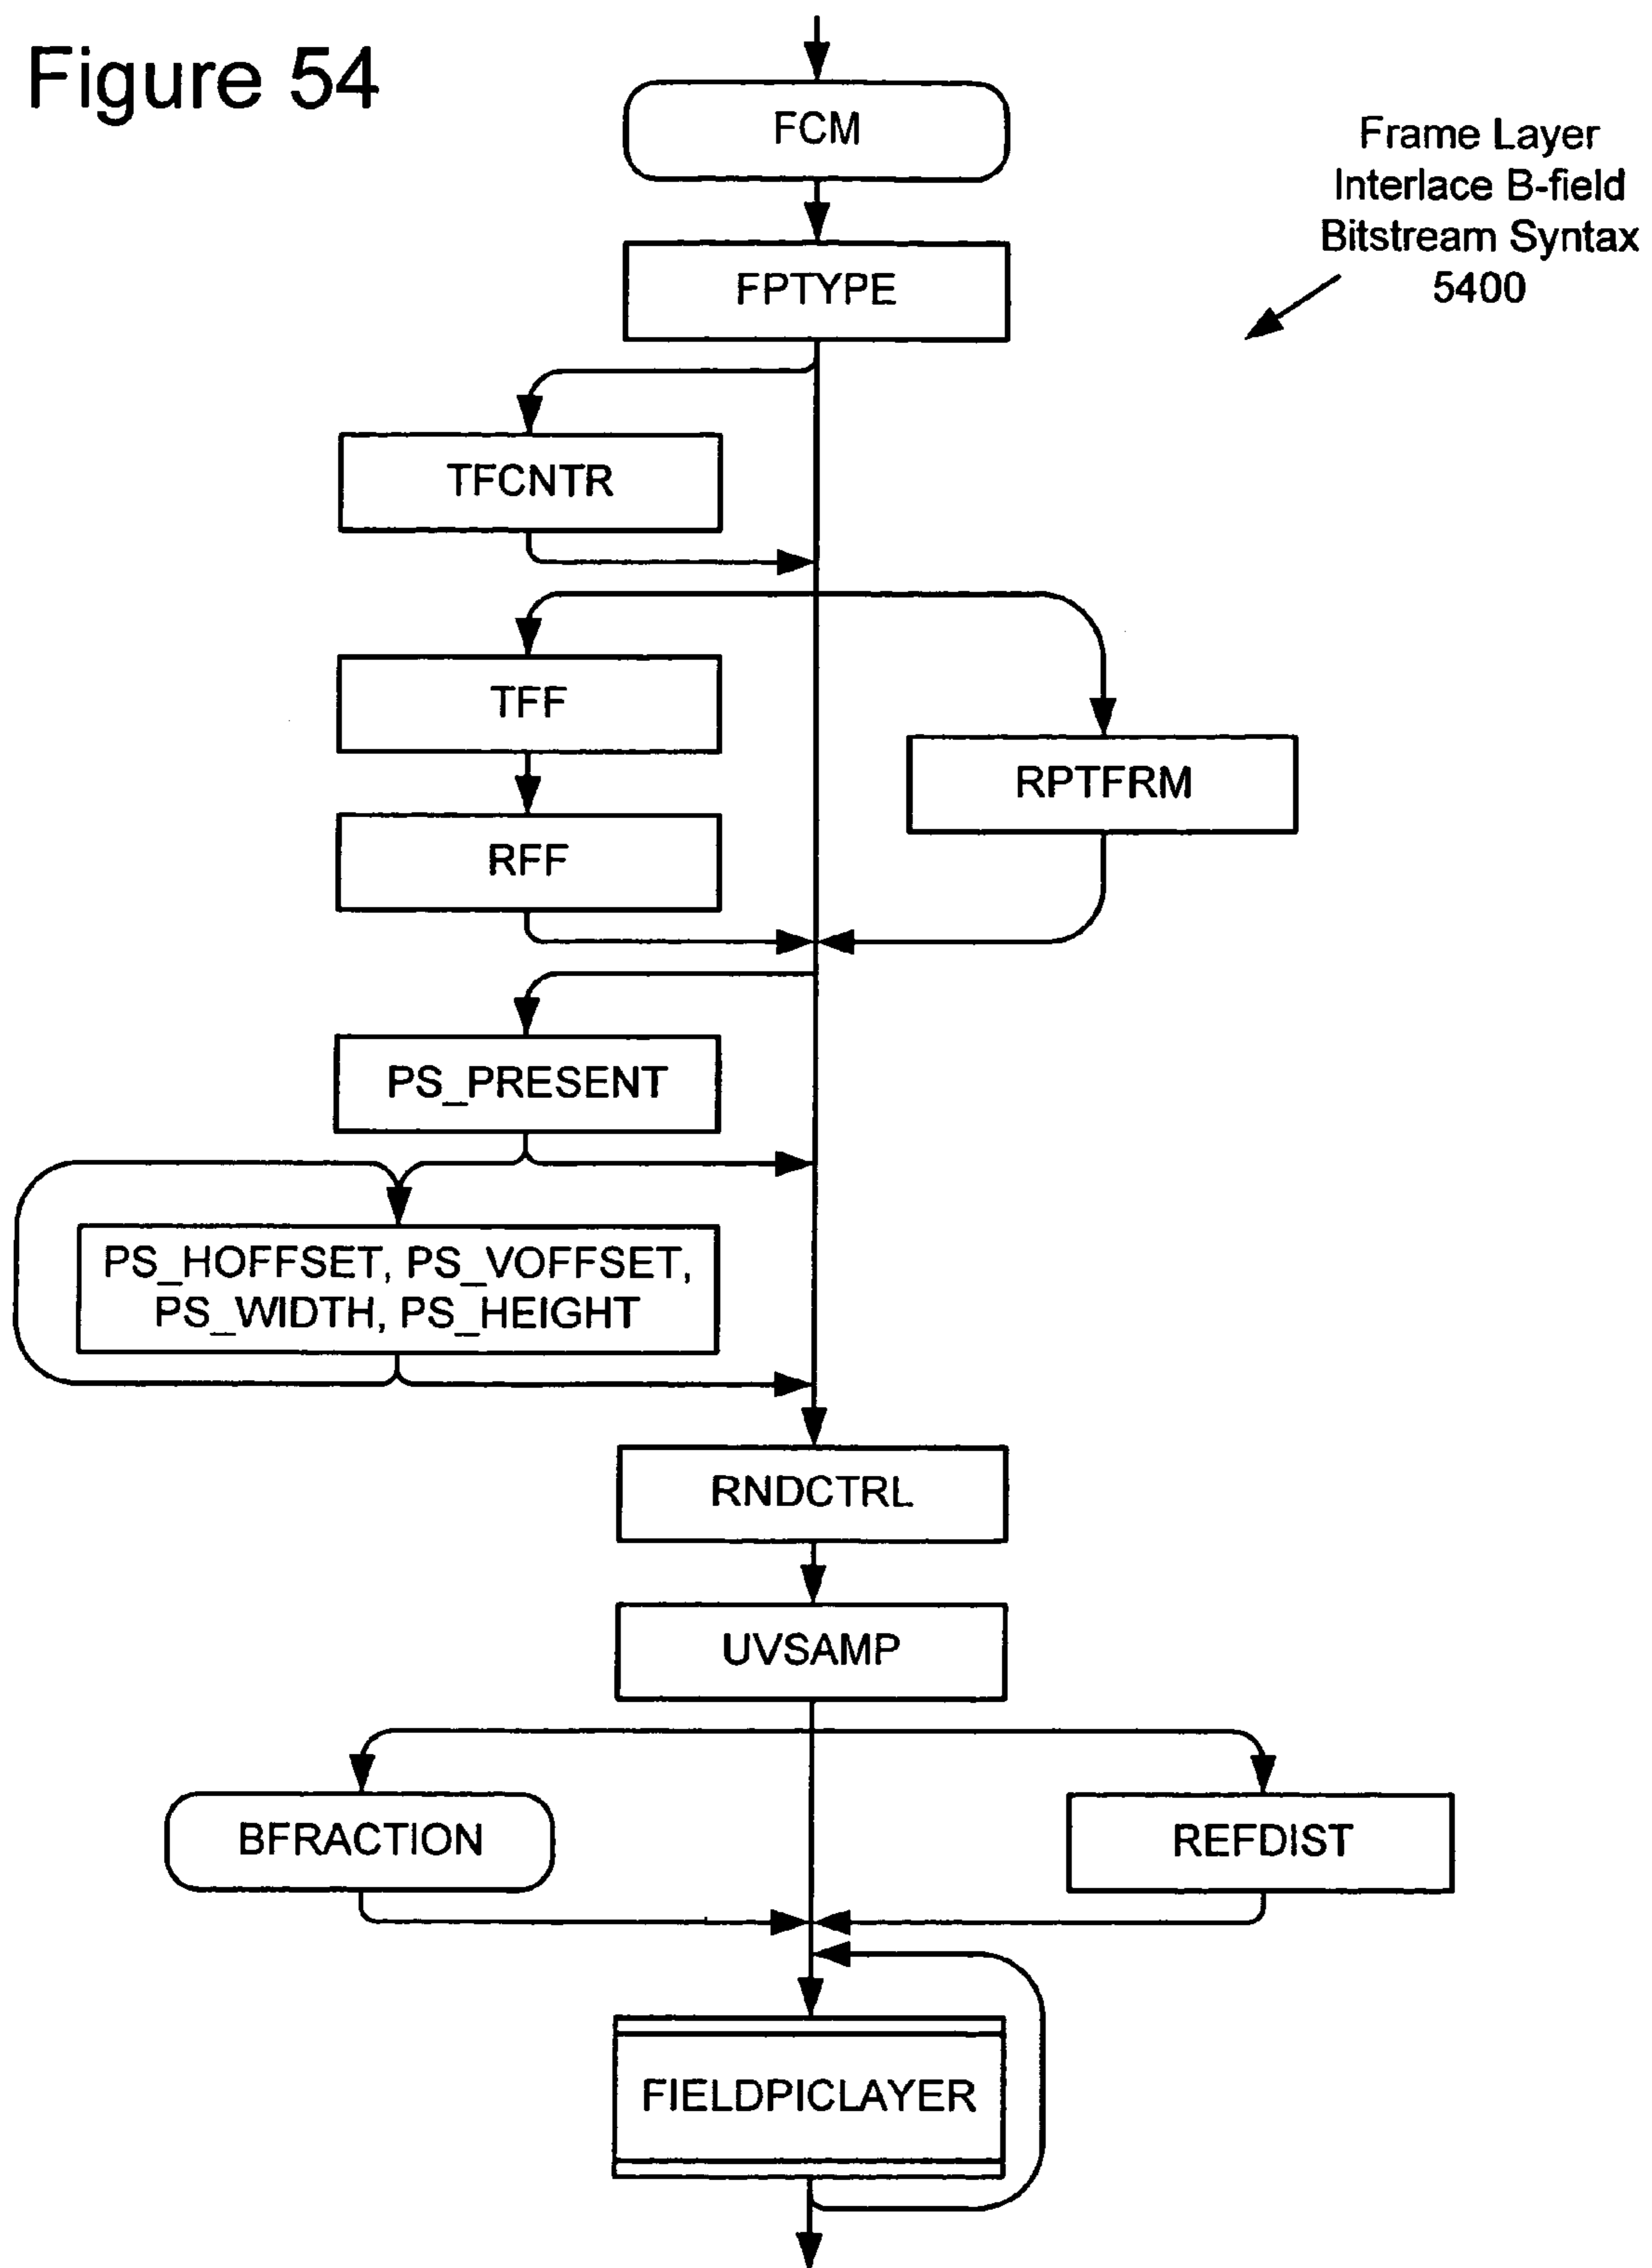 Figure 54
FCM
Frame Layer
Interlace B-field
Bitstream Syntax
5400
FPTYPE
TFCNTR
TFF
RPTFRM
RFF
PS_PRESENT
PS_HOFFSET, PS_VOFFSET,
PS_WIDTH, PS_HEIGHT
RNDCTRL
UVSAMP
BFRACTION
REFDIST
FIELDPICLAYER